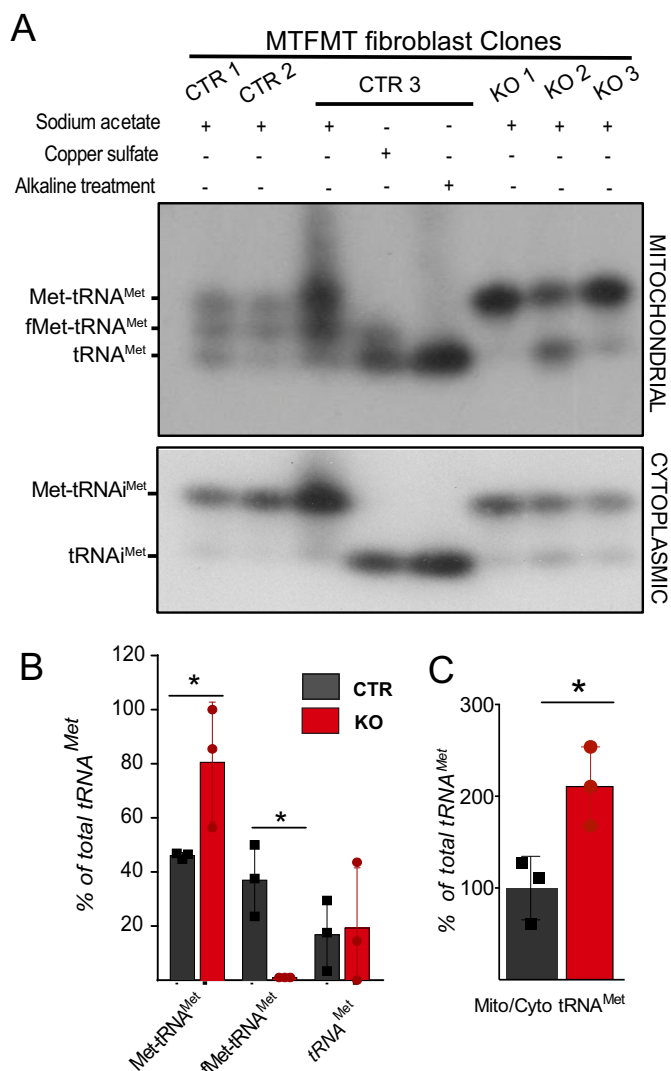 A
MTFMT fibroblast Clones
CTR 1 CTR 2 CTR 3 KO 1 KO 2 KO 3
Sodium acetate + + + - - + + +
Copper sulfate - - - + - - - -
Alkaline treatment - - - - + - - -
Met-tRNAMet
fMet-tRNAMet
tRNAMet
MITOCHONDRIAL
Met-tRNAiMet
tRNAiMet
CYTOPLASMIC
B
% of total tRNA Met
120
100
80
60
40
20
*
*
CTR
KO
Met-tRNAMet
fMet-tRNAMet
tRNAMet
C
% of total tRNAMet
300
200
100
*
Mito/Cyto tRNAMet